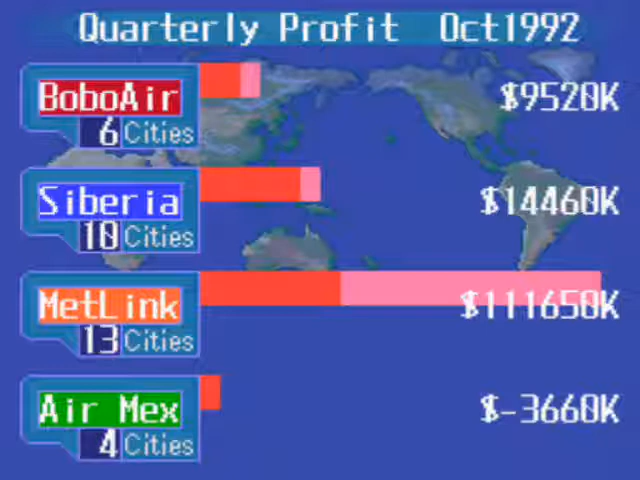 Quarterly Profit Oct1992
BoboAir
$9520K
6 Cities
Siberia
$14460K
10 Cities
MetLink
$111650K
13 Cities
Air Mex
$-3660K
4 Cities